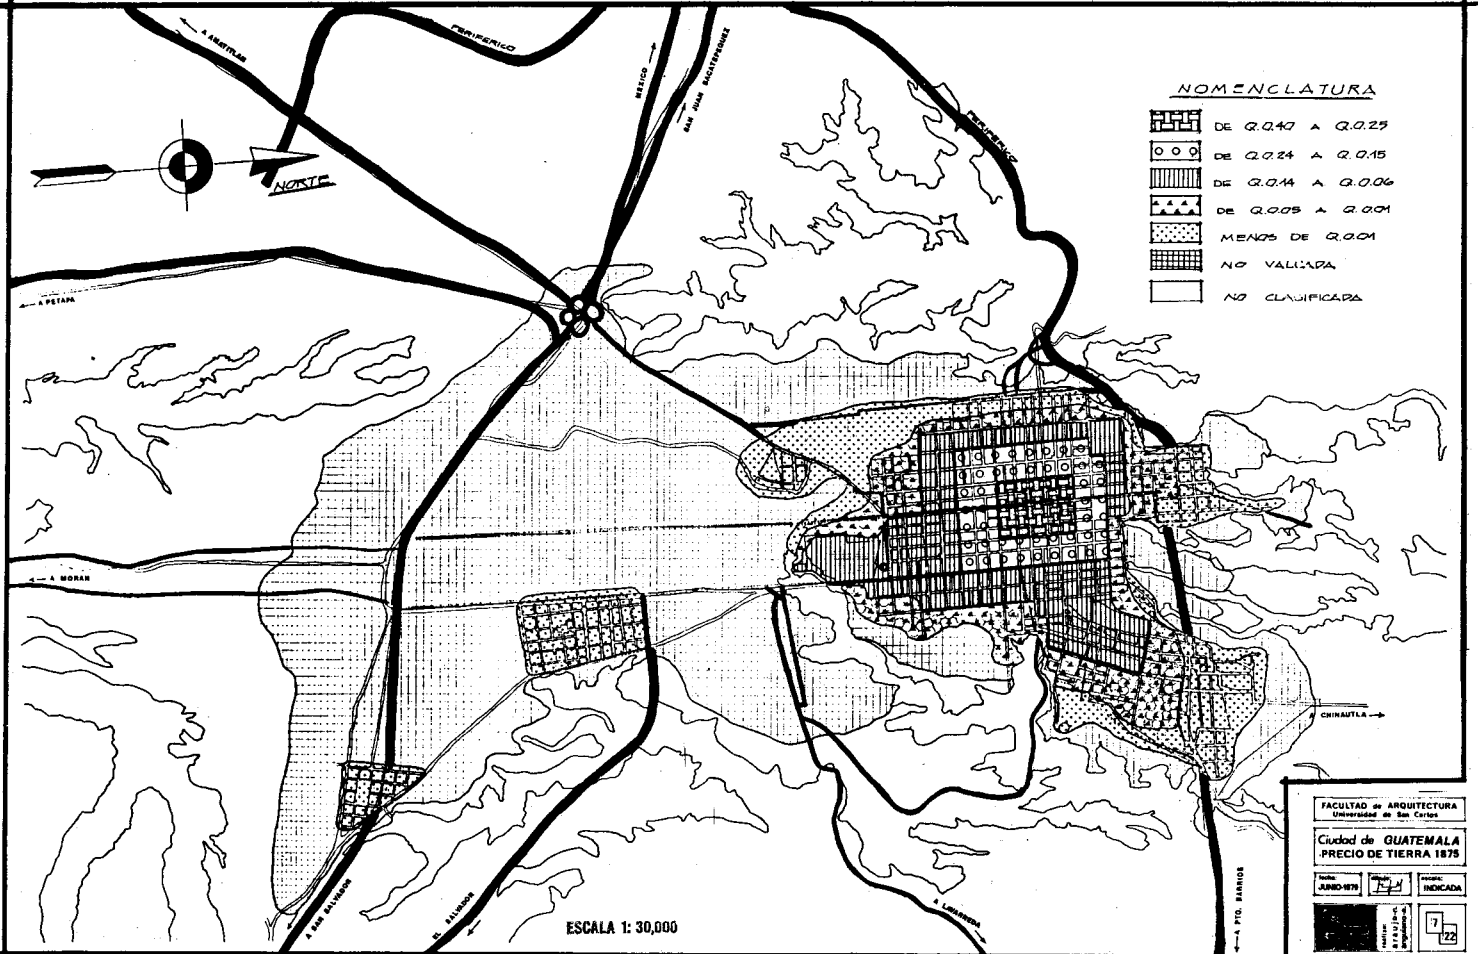 A AMATITLAN
PERIFERICO
MEXICO
SAN JUAN SACATEPEQUEZ
PERIFERICO
NORTE
A PETAPA
NOMENCLATURA
DE Q.0.40 A Q.0.25
DE Q.0.24 A Q.0.15
DE Q.0.14 A Q.0.06
DE Q.0.05 A Q.0.01
MENOS DE Q.0.01
NO VALUADA
NO CLASIFICADA
A MORAN
A CHINAUTLA
A SAN SALVADOR
EL SALVADOR
A LAVARREDA
A PTO. BARRIOS
ESCALA 1: 30,000
FACULTAD de ARQUITECTURA
Universidad de San Carlos
Ciudad de GUATEMALA
PRECIO DE TIERRA 1875
fecha:
JUNIO-1979
dibujo:
escala:
INDICADA
7
22